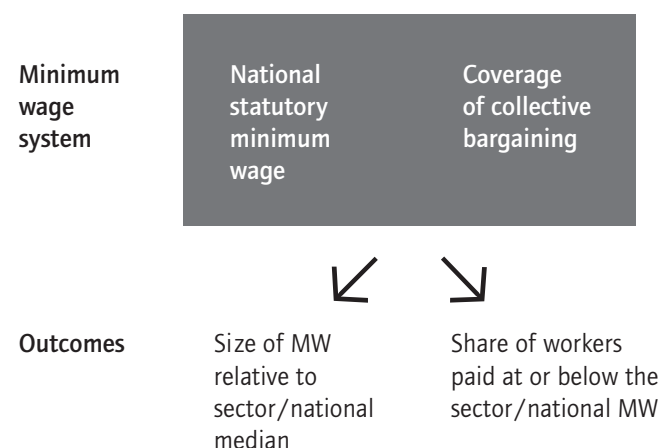 Minimum
wage
system
National
statutory
minimum
wage
Coverage
of collective
bargaining
Outcomes
Size of MW
relative to
sector/national
median
Share of workers
paid at or below the
sector/national MW